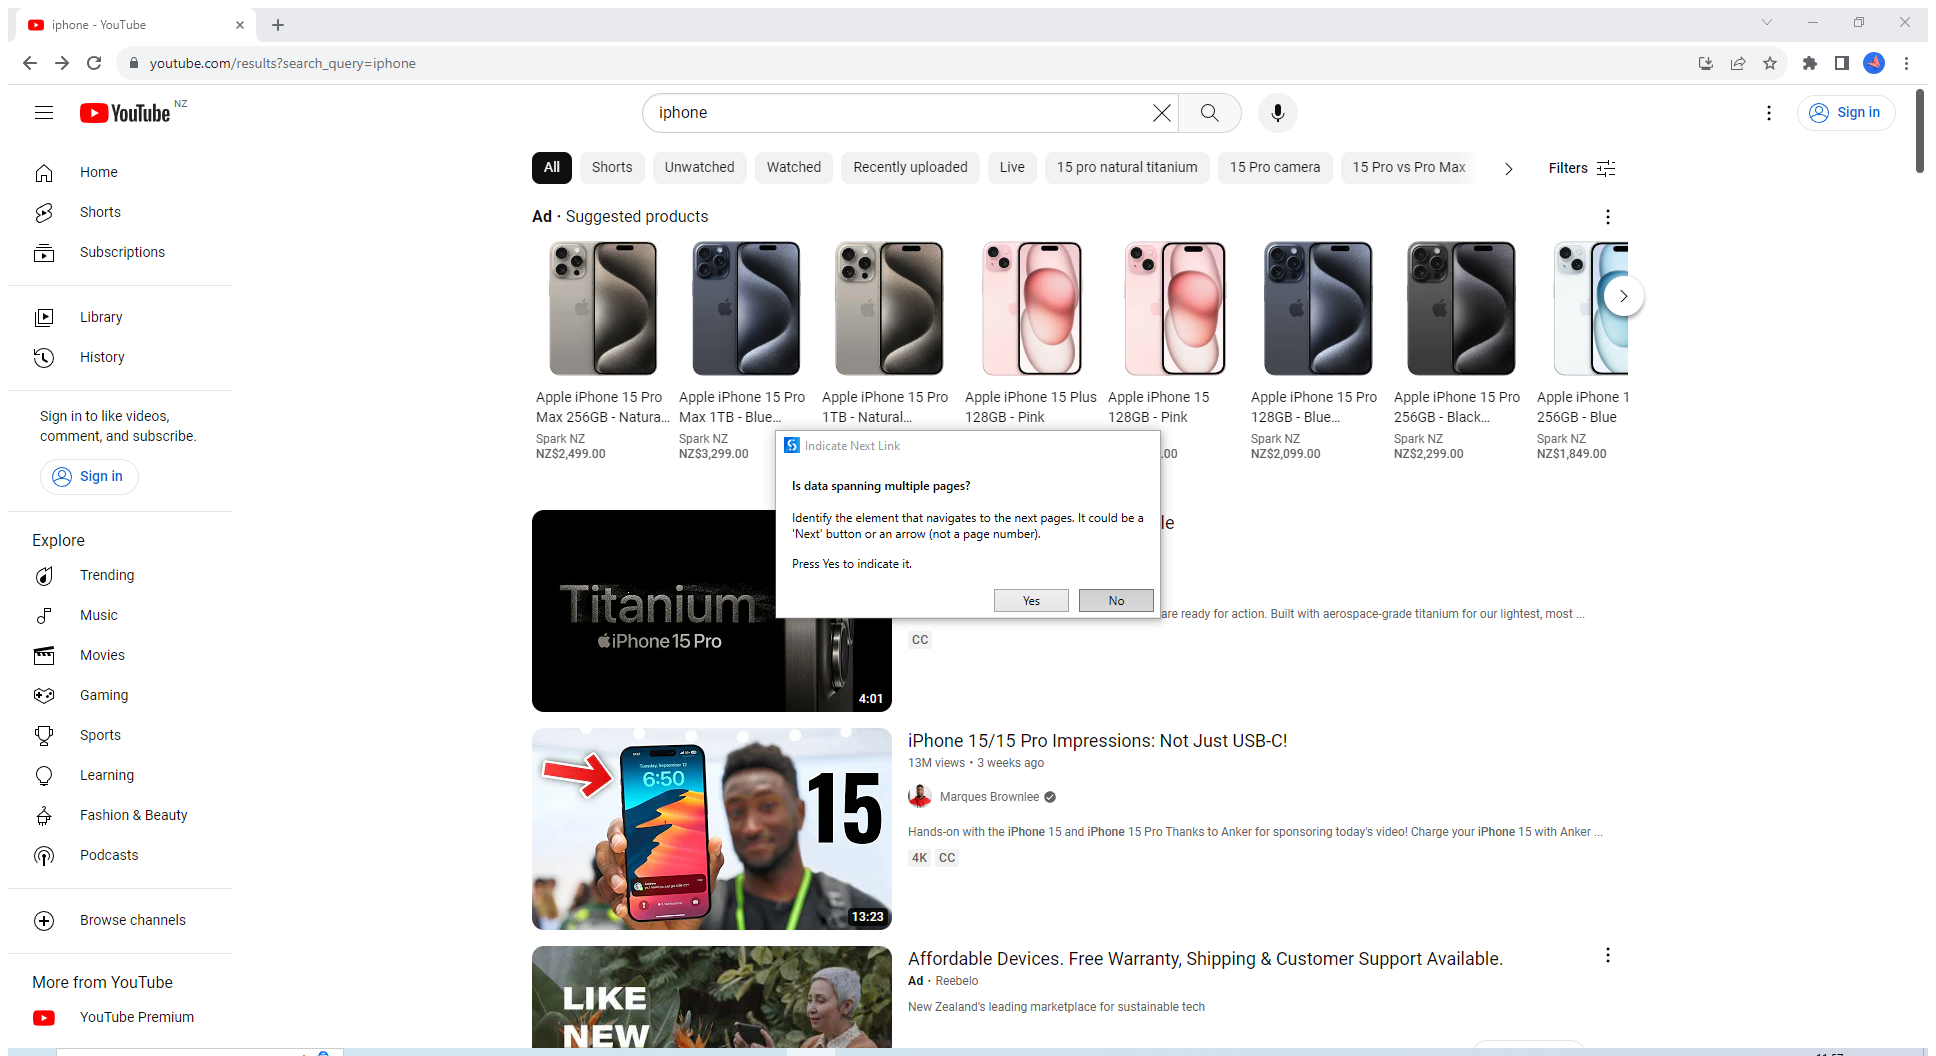 iphone - YouTube
youtube.com/results?search_query=iphone
YouTube NZ
iphone
Sign in
Home
Shorts
Subscriptions
Library
History
Sign in to like videos,
comment, and subscribe.
Sign in
Explore
Trending
Music
Movies
Gaming
Sports
Learning
Fashion & Beauty
Podcasts
Browse channels
More from YouTube
YouTube Premium
All Shorts Unwatched Watched Recently uploaded Live 15 pro natural titanium 15 Pro camera 15 Pro vs Pro Max Filters
Ad · Suggested products
Apple iPhone 15 Pro
Max 256GB - Natura...
Spark NZ
NZ$2,499.00
Apple iPhone 15 Pro
Max 1TB - Blue...
Spark NZ
NZ$3,299.00
Apple iPhone 15 Pro
1TB - Natural...
Apple iPhone 15 Plus
128GB - Pink
Apple iPhone 15
128GB - Pink
.00
Apple iPhone 15 Pro
128GB - Blue...
Spark NZ
NZ$2,099.00
Apple iPhone 15 Pro
256GB - Black...
Spark NZ
NZ$2,299.00
Apple iPhone 1
256GB - Blue
Spark NZ
NZ$1,849.00
Indicate Next Link
Is data spanning multiple pages?
Identify the element that navigates to the next pages. It could be a
'Next' button or an arrow (not a page number).
Press Yes to indicate it.
Yes No
Titanium
iPhone 15 Pro
4:01
le
are ready for action. Built with aerospace-grade titanium for our lightest, most ...
CC
Tuesday, September 12
6:50
15
13:23
iPhone 15/15 Pro Impressions: Not Just USB-C!
13M views • 3 weeks ago
Marques Brownlee
Hands-on with the iPhone 15 and iPhone 15 Pro Thanks to Anker for sponsoring today's video! Charge your iPhone 15 with Anker ...
4K CC
LIKE
NEW
Affordable Devices. Free Warranty, Shipping & Customer Support Available.
Ad · Reebelo
New Zealand's leading marketplace for sustainable tech